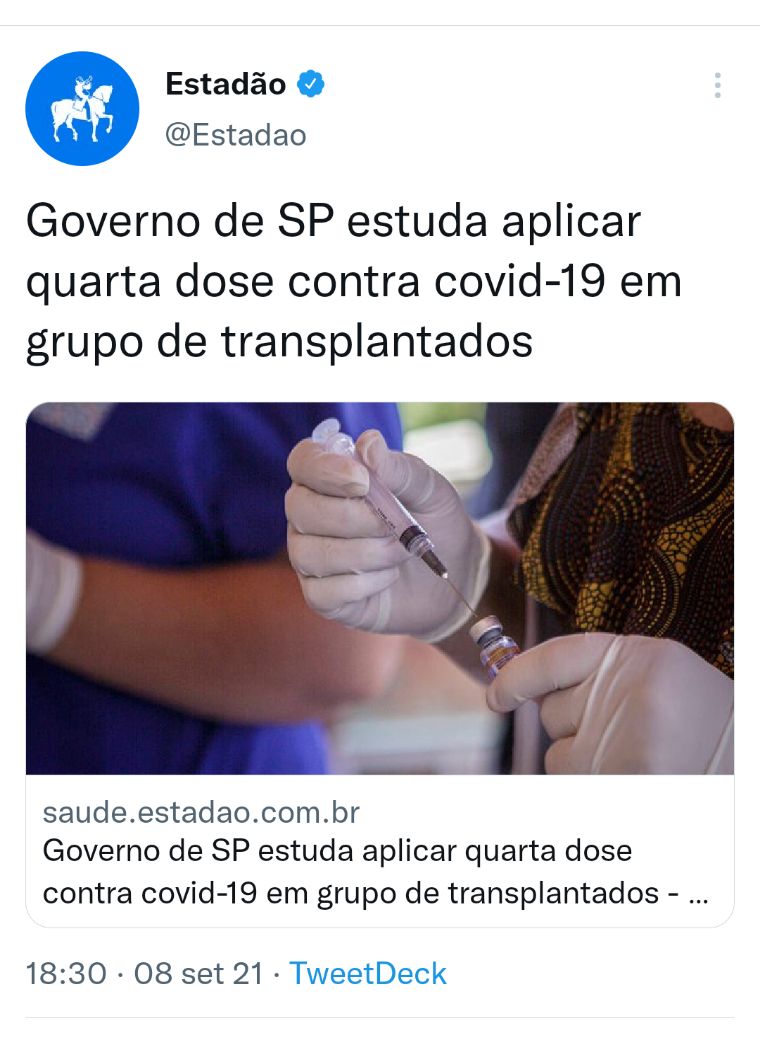 Estadão
@Estadao
Governo de SP estuda aplicar
quarta dose contra covid-19 em
grupo de transplantados
saude.estadao.com.br
Governo de SP estuda aplicar quarta dose
contra covid-19 em grupo de transplantados - ...
18:30 · 08 set 21 · TweetDeck